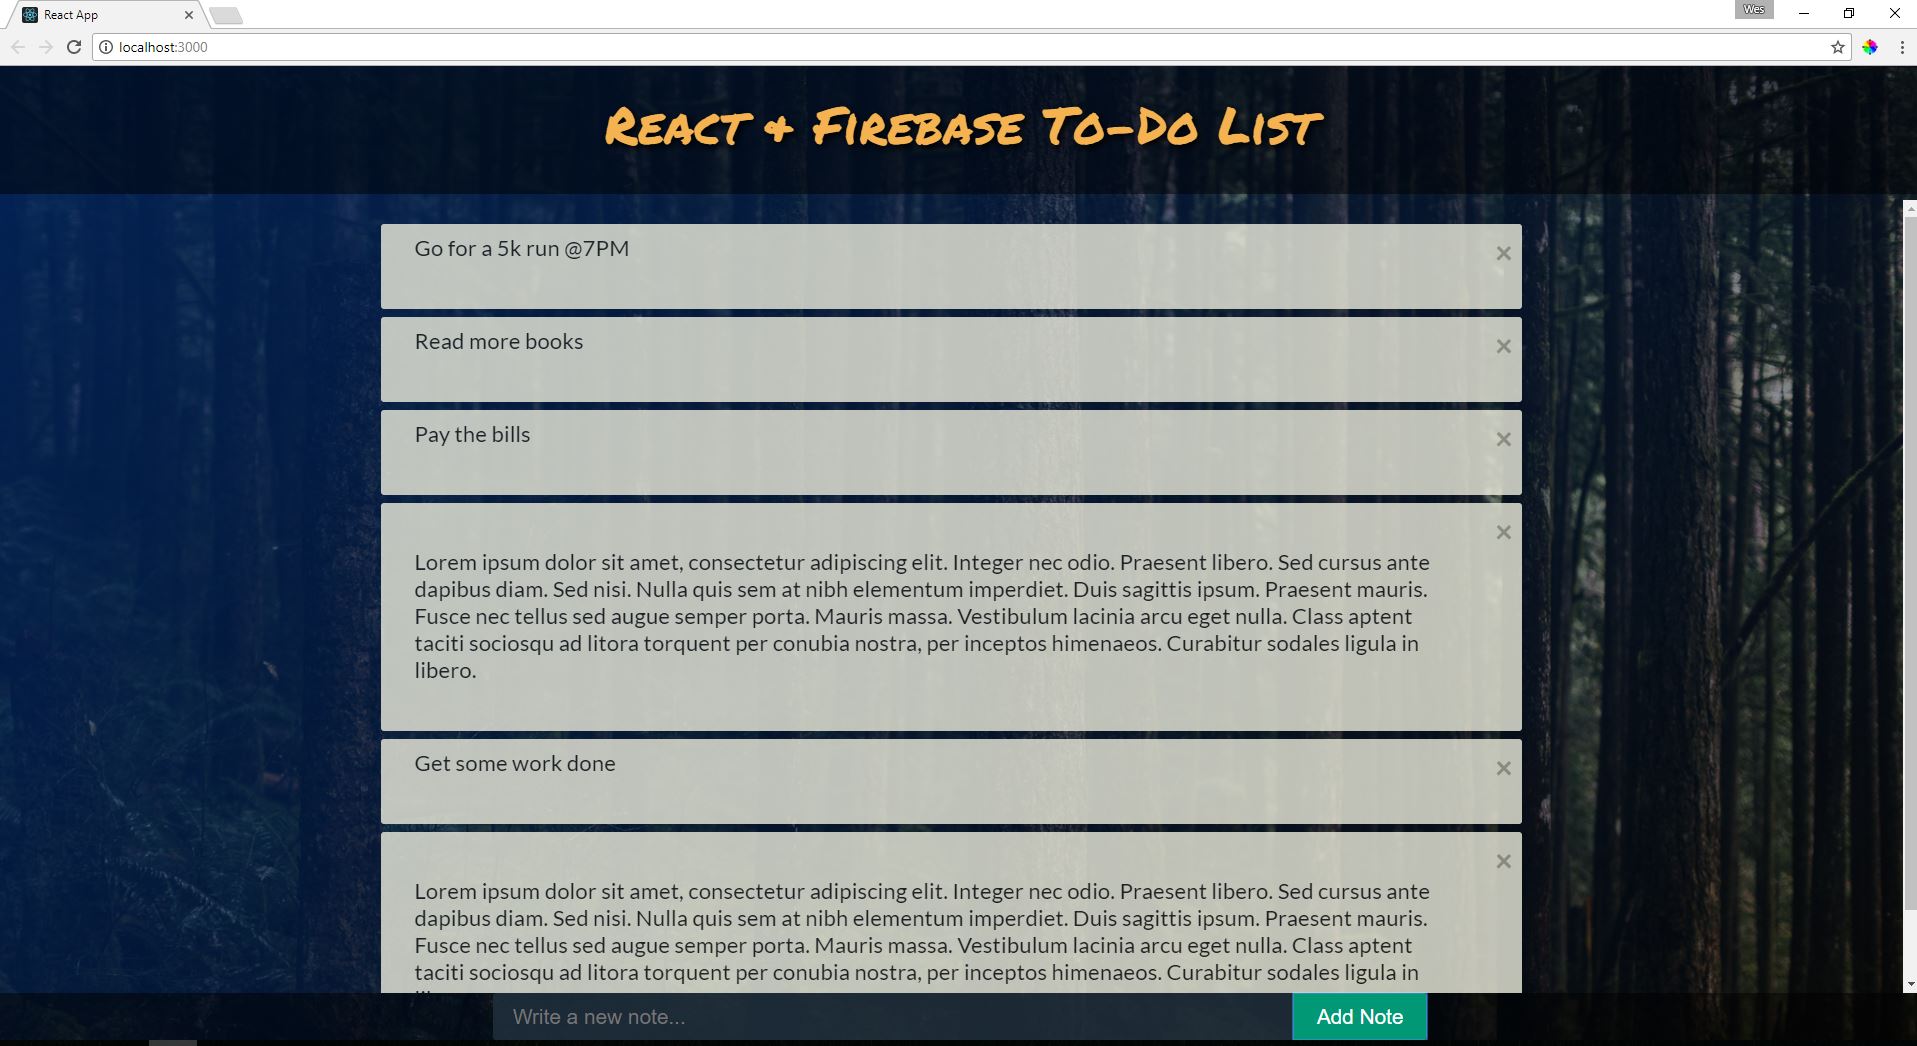 React App
Wes
localhost:3000
React & Firebase To-Do List
Go for a 5k run @7PM
Read more books
Pay the bills
Lorem ipsum dolor sit amet, consectetur adipiscing elit. Integer nec odio. Praesent libero. Sed cursus ante
dapibus diam. Sed nisi. Nulla quis sem at nibh elementum imperdiet. Duis sagittis ipsum. Praesent mauris.
Fusce nec tellus sed augue semper porta. Mauris massa. Vestibulum lacinia arcu eget nulla. Class aptent
taciti sociosqu ad litora torquent per conubia nostra, per inceptos himenaeos. Curabitur sodales ligula in
libero.
Get some work done
Lorem ipsum dolor sit amet, consectetur adipiscing elit. Integer nec odio. Praesent libero. Sed cursus ante
dapibus diam. Sed nisi. Nulla quis sem at nibh elementum imperdiet. Duis sagittis ipsum. Praesent mauris.
Fusce nec tellus sed augue semper porta. Mauris massa. Vestibulum lacinia arcu eget nulla. Class aptent
taciti sociosqu ad litora torquent per conubia nostra, per inceptos himenaeos. Curabitur sodales ligula in
Write a new note...
Add Note